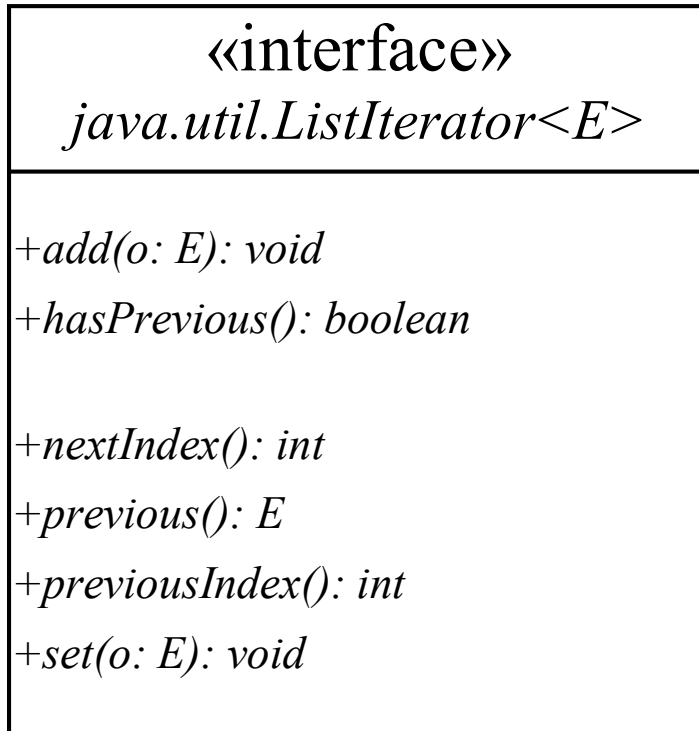 «interface»
java.util.ListIterator<E>
+add(o: E): void
+hasPrevious(): boolean
+nextIndex(): int
+previous(): E
+previousIndex(): int
+set(o: E): void